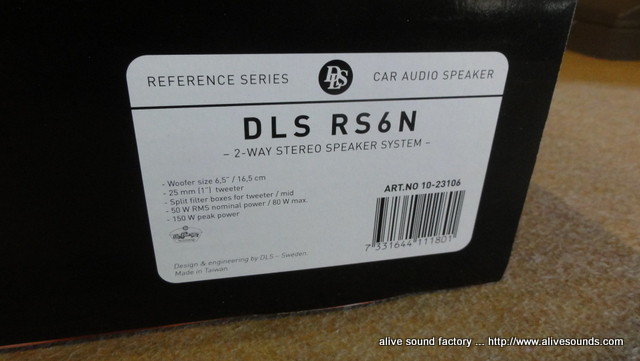 REFERENCE SERIES DLS CAR AUDIO SPEAKER
DLS RS6N
– 2-WAY STEREO SPEAKER SYSTEM –
- Woofer size 6,5" / 16,5 cm
- 25 mm (1") tweeter
- Split filter boxes for tweeter / mid
- 50 W RMS nominal power / 80 W max.
- 150 W peak power
ART.NO 10-23106
7 331644 111801
Design & engineering by DLS – Sweden
Made in Taiwan
alive sound factory ... http://www.alivesounds.com